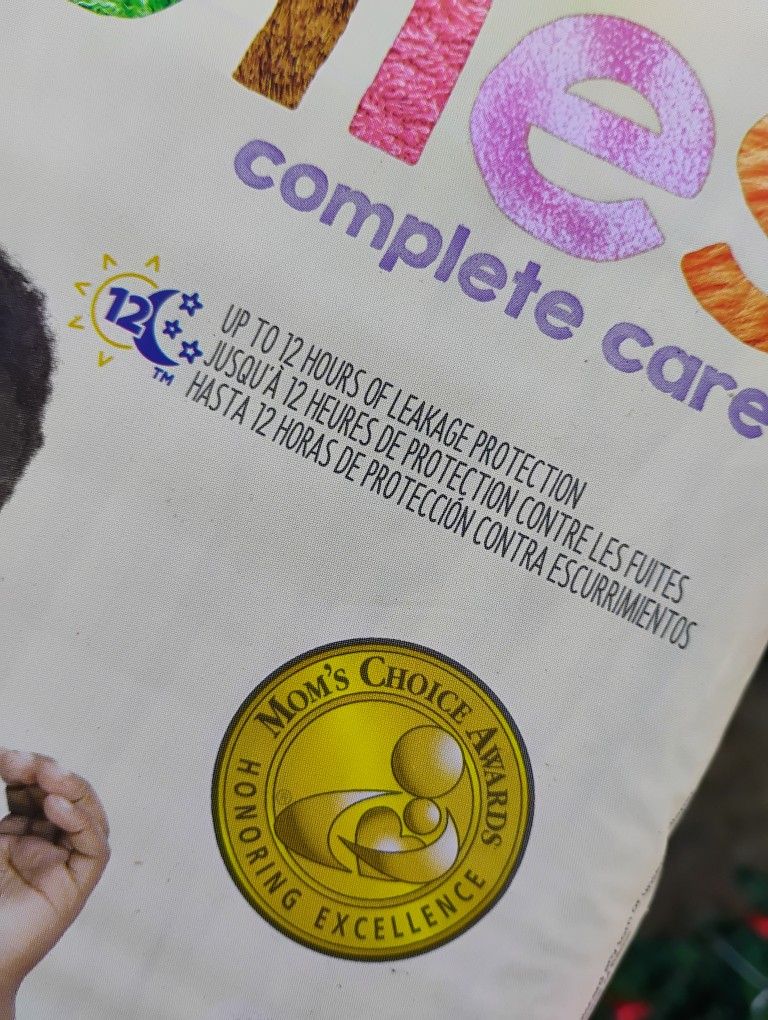 complete care
12
TM
UP TO 12 HOURS OF LEAKAGE PROTECTION
JUSQU'À 12 HEURES DE PROTECTION CONTRE LES FUITES
HASTA 12 HORAS DE PROTECCIÓN CONTRA ESCURRIMIENTOS
MOM'S CHOICE AWARDS
®
HONORING EXCELLENCE